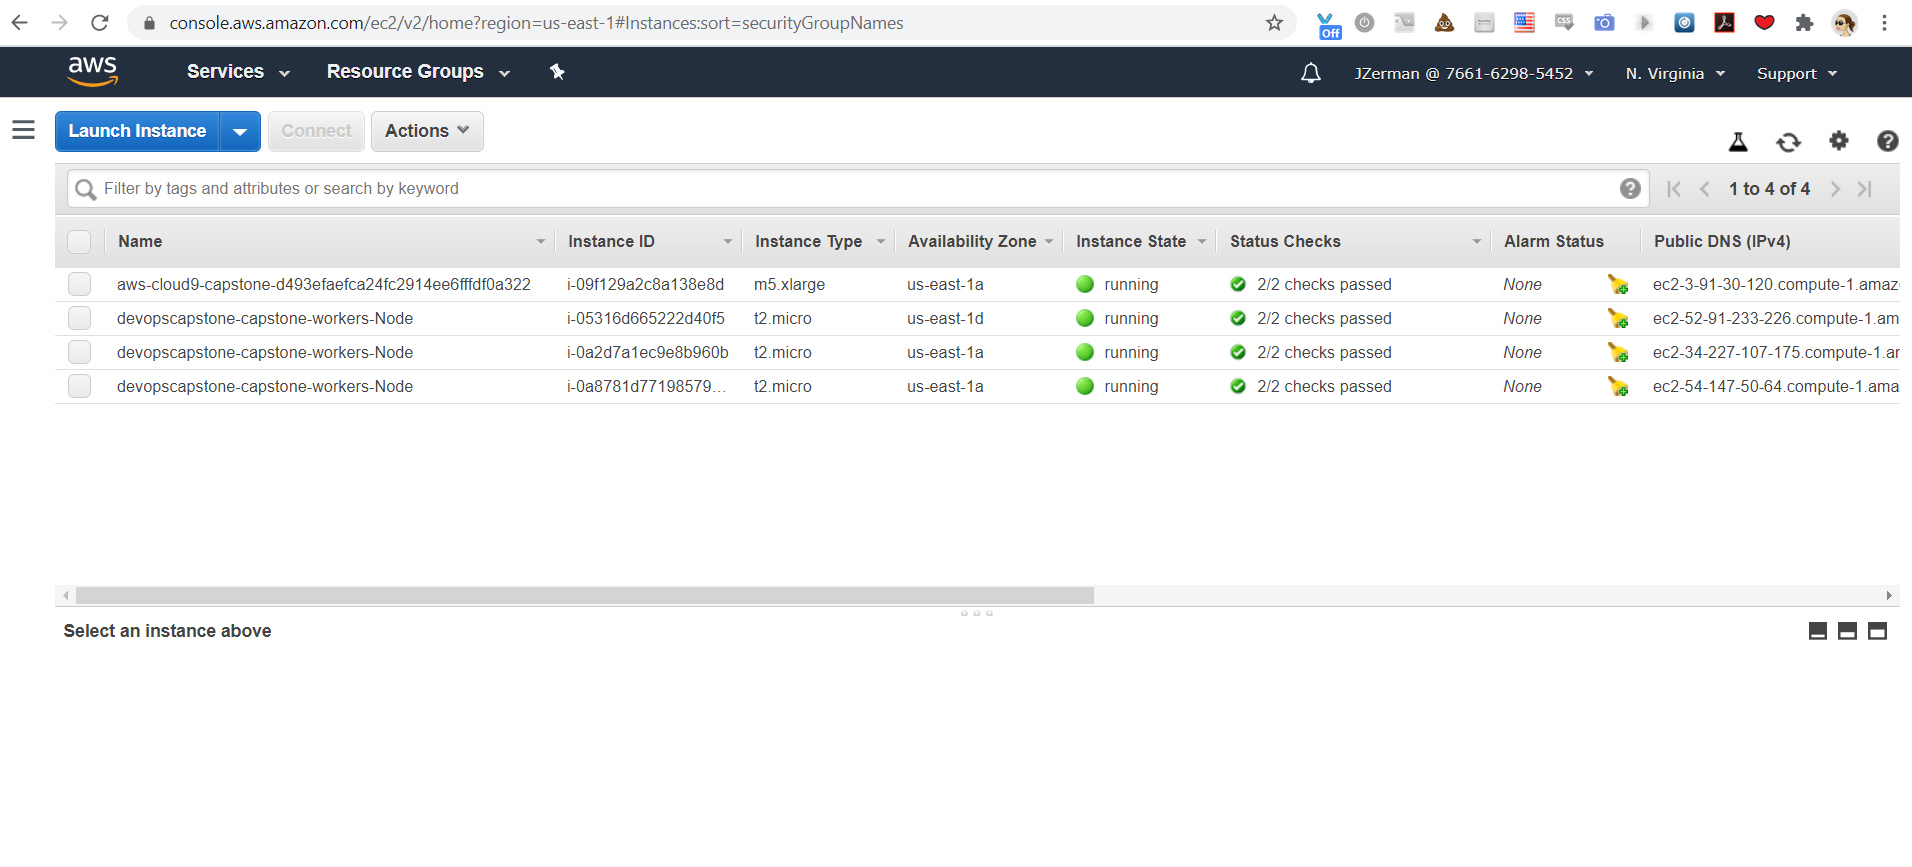 console.aws.amazon.com/ec2/v2/home?region=us-east-1#Instances:sort=securityGroupNames
Off
CSS
aws Services Resource Groups JZerman @ 7661-6298-5452 N. Virginia Support
Launch Instance Connect Actions
Filter by tags and attributes or search by keyword 1 to 4 of 4
Name Instance ID Instance Type Availability Zone Instance State Status Checks Alarm Status Public DNS (IPv4)
aws-cloud9-capstone-d493efaefca24fc2914ee6fffdf0a322 i-09f129a2c8a138e8d m5.xlarge us-east-1a running 2/2 checks passed None ec2-3-91-30-120.compute-1.amaz
devopscapstone-capstone-workers-Node i-05316d665222d40f5 t2.micro us-east-1d running 2/2 checks passed None ec2-52-91-233-226.compute-1.am
devopscapstone-capstone-workers-Node i-0a2d7a1ec9e8b960b t2.micro us-east-1a running 2/2 checks passed None ec2-34-227-107-175.compute-1.ar
devopscapstone-capstone-workers-Node i-0a8781d77198579... t2.micro us-east-1a running 2/2 checks passed None ec2-54-147-50-64.compute-1.ama
Select an instance above